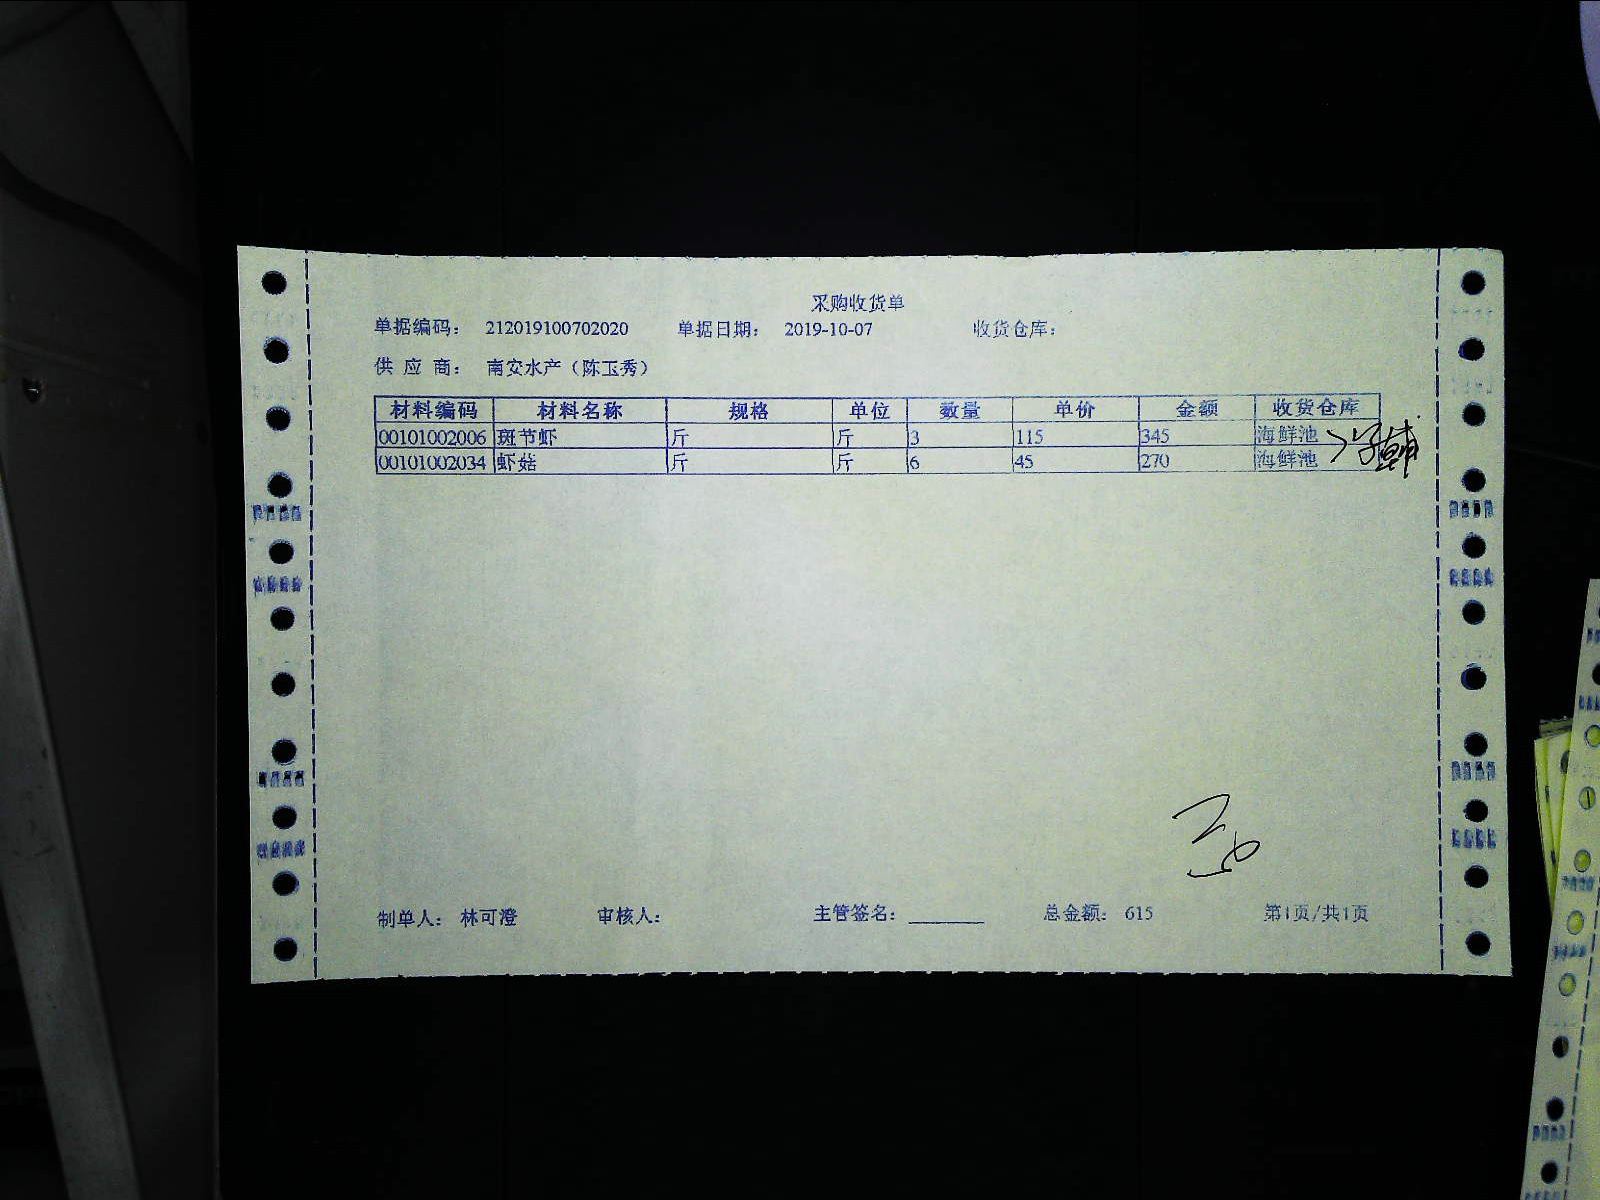 采购收货单
单据编码： 212019100702020 单据日期： 2019-10-07 收货仓库：
供 应 商： 南安水产（陈玉秀）
材料编码 材料名称 规格 单位 数量 单价 金额 收货仓库
00101002006 斑节虾 斤 斤 3 115 345 海鲜池
00101002034 虾菇 斤 斤 6 45 270 海鲜池
制单人： 林可澄 审核人： 主管签名： ________ 总金额： 615 第1页/共1页